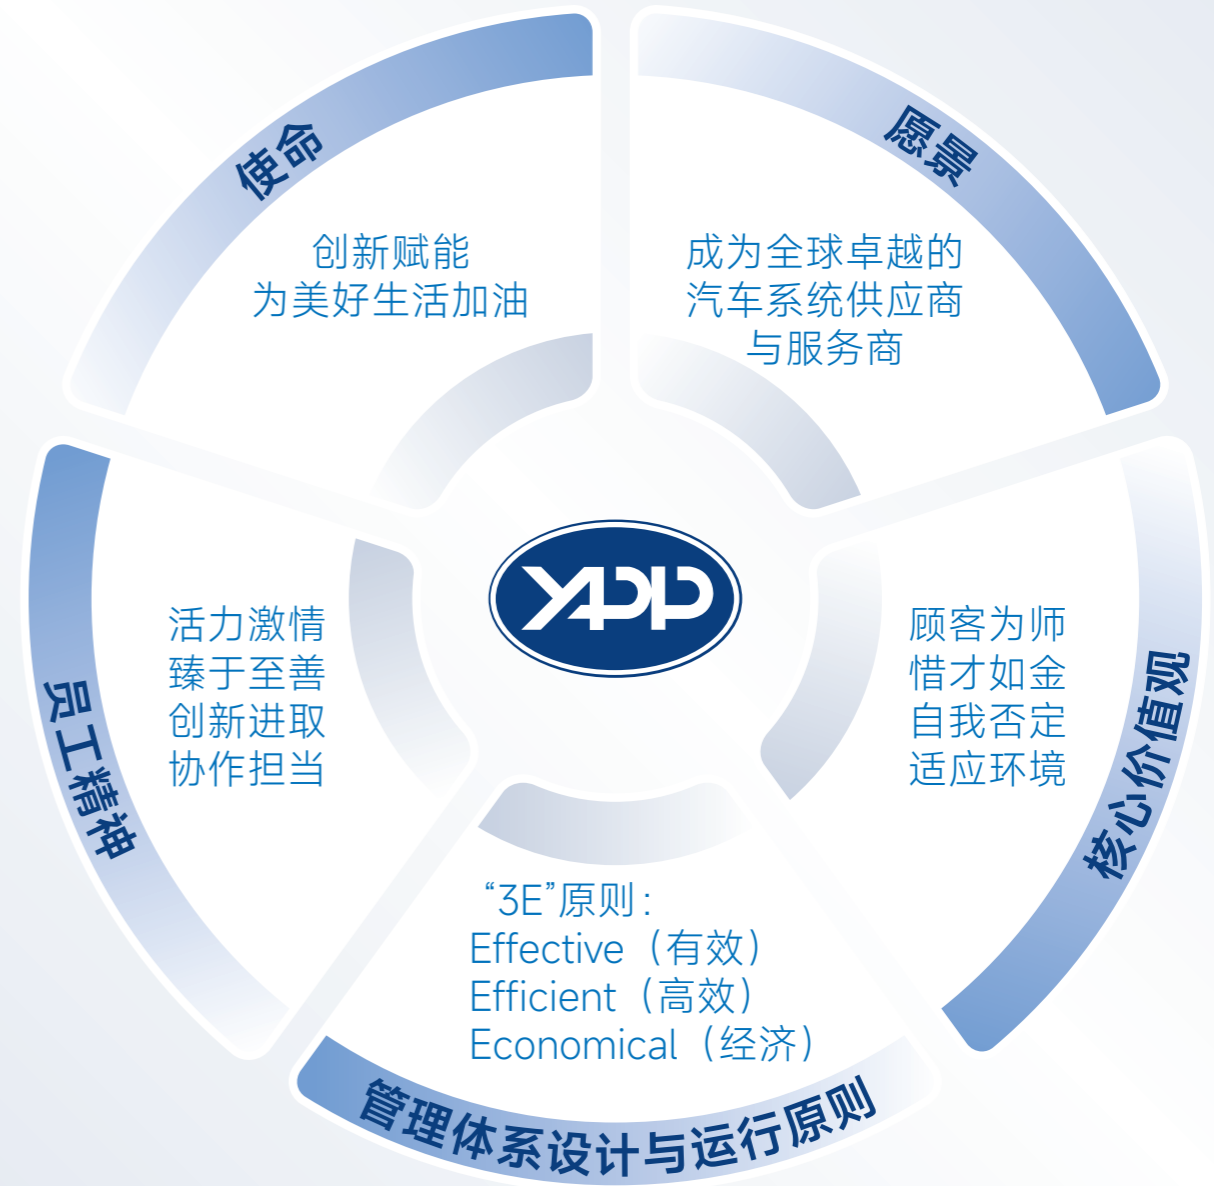 使命
创新赋能
为美好生活加油
愿景
成为全球卓越的
汽车系统供应商
与服务商
YAPP
员工精神
活力激情
臻于至善
创新进取
协作担当
核心价值观
顾客为师
惜才如金
自我否定
适应环境
“3E”原则：
Effective（有效）
Efficient（高效）
Economical（经济）
管理体系设计与运行原则